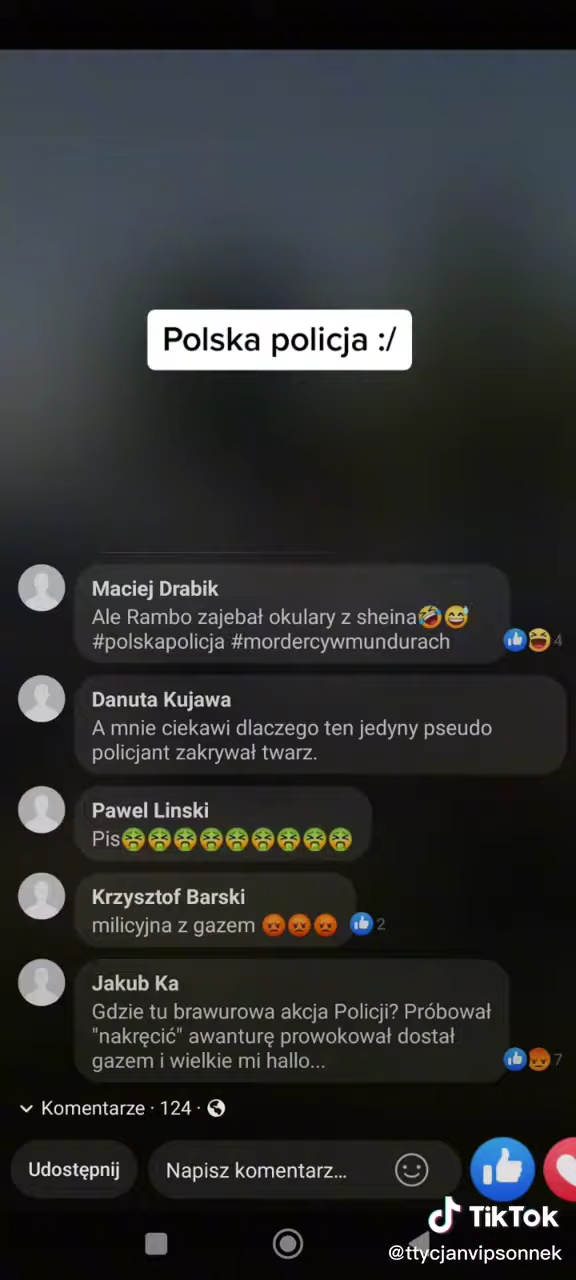 Polska policja :/
Maciej Drabik
Ale Rambo zajebał okulary z sheina🤣😅
#polskapolicja #mordercywmundurach
4
Danuta Kujawa
A mnie ciekawi dlaczego ten jedyny pseudo
policjant zakrywał twarz.
Pawel Linski
Pis🤮🤮🤮🤮🤮🤮🤮🤮🤮
Krzysztof Barski
milicyjna z gazem 😡😡😡
2
Jakub Ka
Gdzie tu brawurowa akcja Policji? Próbował
"nakręcić" awanturę prowokował dostał
gazem i wielkie mi hallo...
7
Komentarze · 124 ·
Udostępnij
Napisz komentarz...
TikTok
@ttycjanvipsonnek